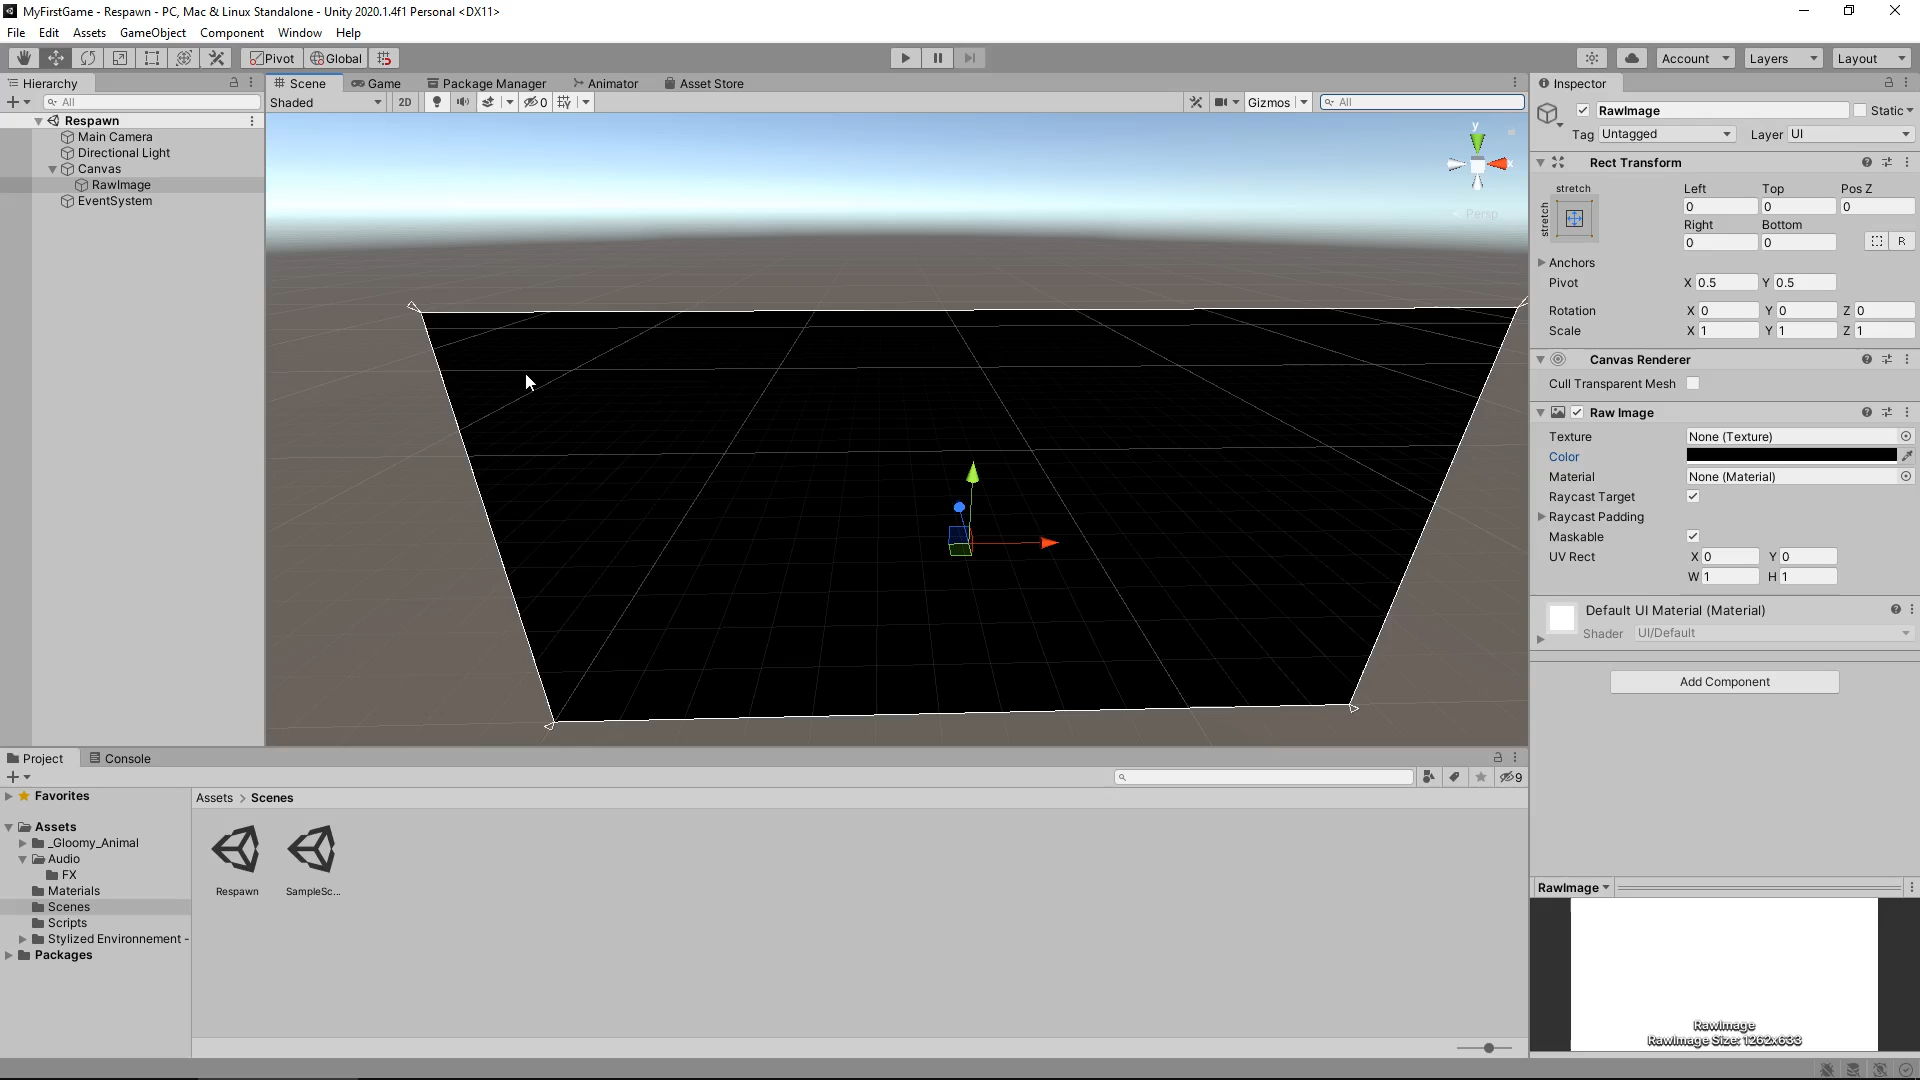 MyFirstGame - Respawn - PC, Mac & Linux Standalone - Unity 2020.1.4f1 Personal <DX11>
File Edit Assets GameObject Component Window Help
Pivot Global Account Layers Layout
Hierarchy
All
Respawn
Main Camera
Directional Light
Canvas
RawImage
EventSystem
Scene Game Package Manager Animator Asset Store
Shaded 2D 0 Gizmos All
y
x
Persp
Inspector
RawImage Static
Tag Untagged Layer UI
Rect Transform
stretch
stretch
Left Top Pos Z
0 0 0
Right Bottom
0 0 R
Anchors
Pivot X 0.5 Y 0.5
Rotation X 0 Y 0 Z 0
Scale X 1 Y 1 Z 1
Canvas Renderer
Cull Transparent Mesh
Raw Image
Texture None (Texture)
Color
Material None (Material)
Raycast Target
Raycast Padding
Maskable
UV Rect X 0 Y 0
W 1 H 1
Default UI Material (Material)
Shader UI/Default
Add Component
RawImage
RawImage
RawImage Size: 1262x633
Project Console
9
Favorites
Assets
_Gloomy_Animal
Audio
FX
Materials
Scenes
Scripts
Stylized Environnement -
Packages
Assets > Scenes
Respawn SampleSc...